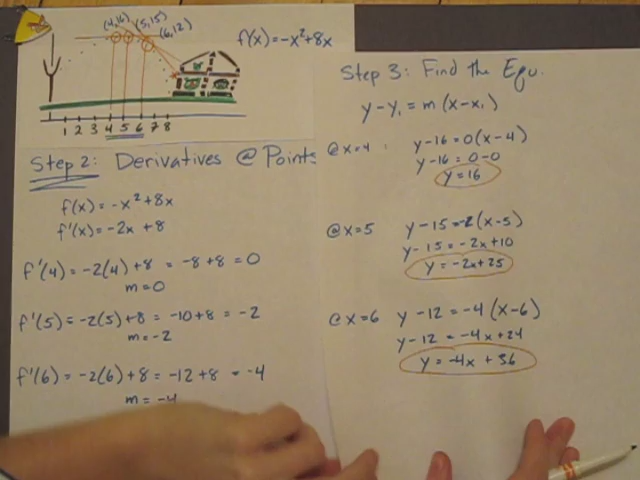 (4,16) (5,15)
(6,12)
f(x)=-x²+8x
1 2 3 4 5 6 7 8
Step 2: Derivatives @ Points
f(x)=-x²+8x
f'(x)=-2x+8
f'(4)=-2(4)+8 = -8+8=0
m=0
f'(5)=-2(5)+8= -10+8= -2
m=-2
f'(6)=-2(6)+8= -12+8 = -4
m= -4
Step 3: Find the Equ.
y-y₁=m(x-x₁)
@x=4 y-16=0(x-4)
y-16=0-0
y=16
@x=5 y-15=-2(x-5)
y-15=-2x+10
y=-2x+25
@x=6 y-12=-4(x-6)
y-12=-4x+24
y=-4x+36